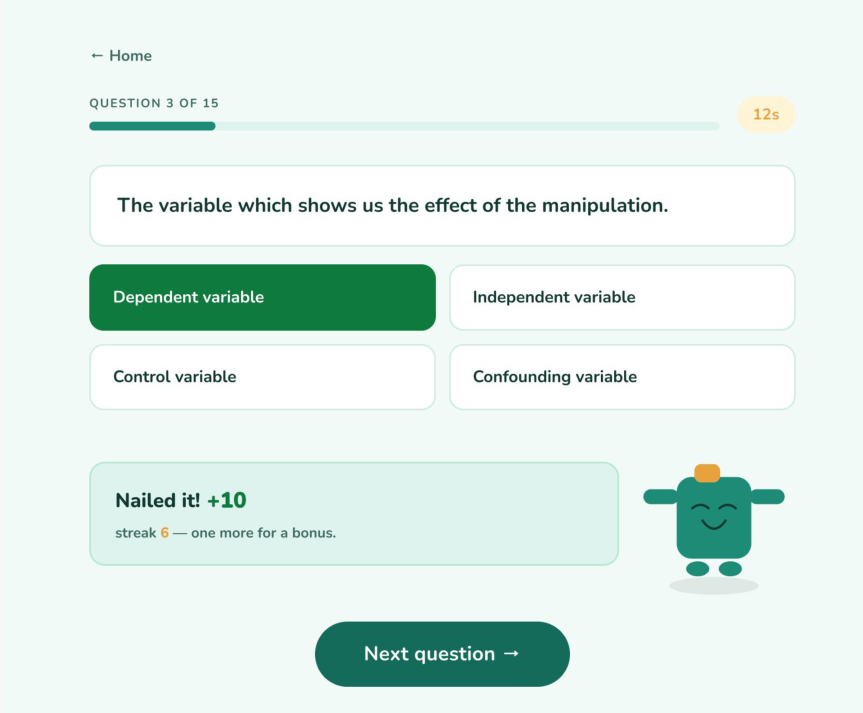 ← Home
QUESTION 3 OF 15
12s
The variable which shows us the effect of the manipulation.
Dependent variable
Independent variable
Control variable
Confounding variable
Nailed it! +10
streak 6 — one more for a bonus.
Next question →